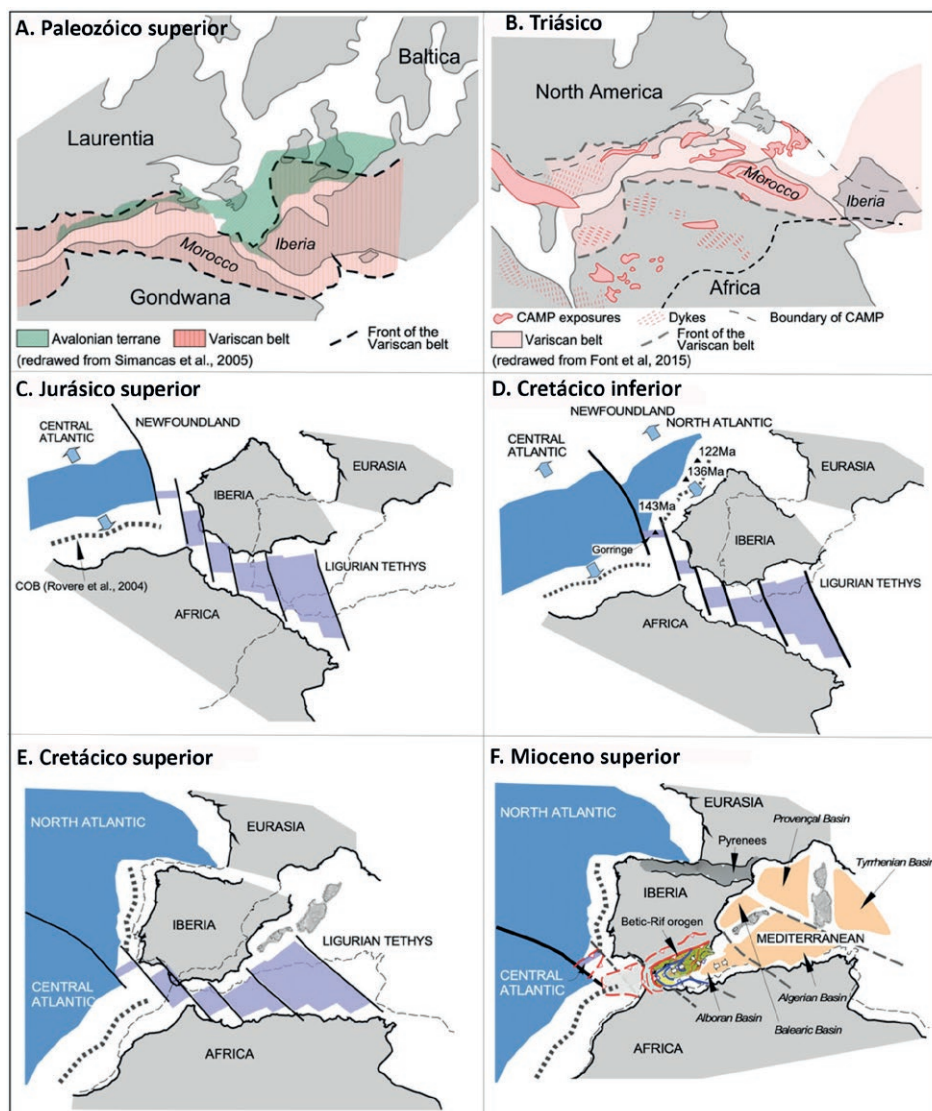 A. Paleozóico superior
Baltica
Laurentia
Iberia
Morocco
Gondwana
Avalonian terrane
Variscan belt
Front of the
Variscan belt
(redrawed from Simancas et al., 2005)
B. Triásico
North America
Morocco
Iberia
Africa
CAMP exposures
Dykes
Boundary of CAMP
Variscan belt
Front of the
Variscan belt
(redrawed from Font et al, 2015)
C. Jurásico superior
NEWFOUNDLAND
CENTRAL
ATLANTIC
EURASIA
IBERIA
COB (Rovere et al., 2004)
LIGURIAN TETHYS
AFRICA
D. Cretácico inferior
NEWFOUNDLAND
NORTH ATLANTIC
CENTRAL
ATLANTIC
122Ma
136Ma
EURASIA
143Ma
IBERIA
Gorringe
LIGURIAN TETHYS
AFRICA
E. Cretácico superior
NORTH ATLANTIC
EURASIA
IBERIA
LIGURIAN TETHYS
CENTRAL
ATLANTIC
AFRICA
F. Mioceno superior
NORTH ATLANTIC
EURASIA
Provençal Basin
Pyrenees
Tyrrhenian Basin
IBERIA
Betic-Rif orogen
MEDITERRANEAN
CENTRAL
ATLANTIC
Algerian Basin
Alboran Basin
Balearic Basin
AFRICA